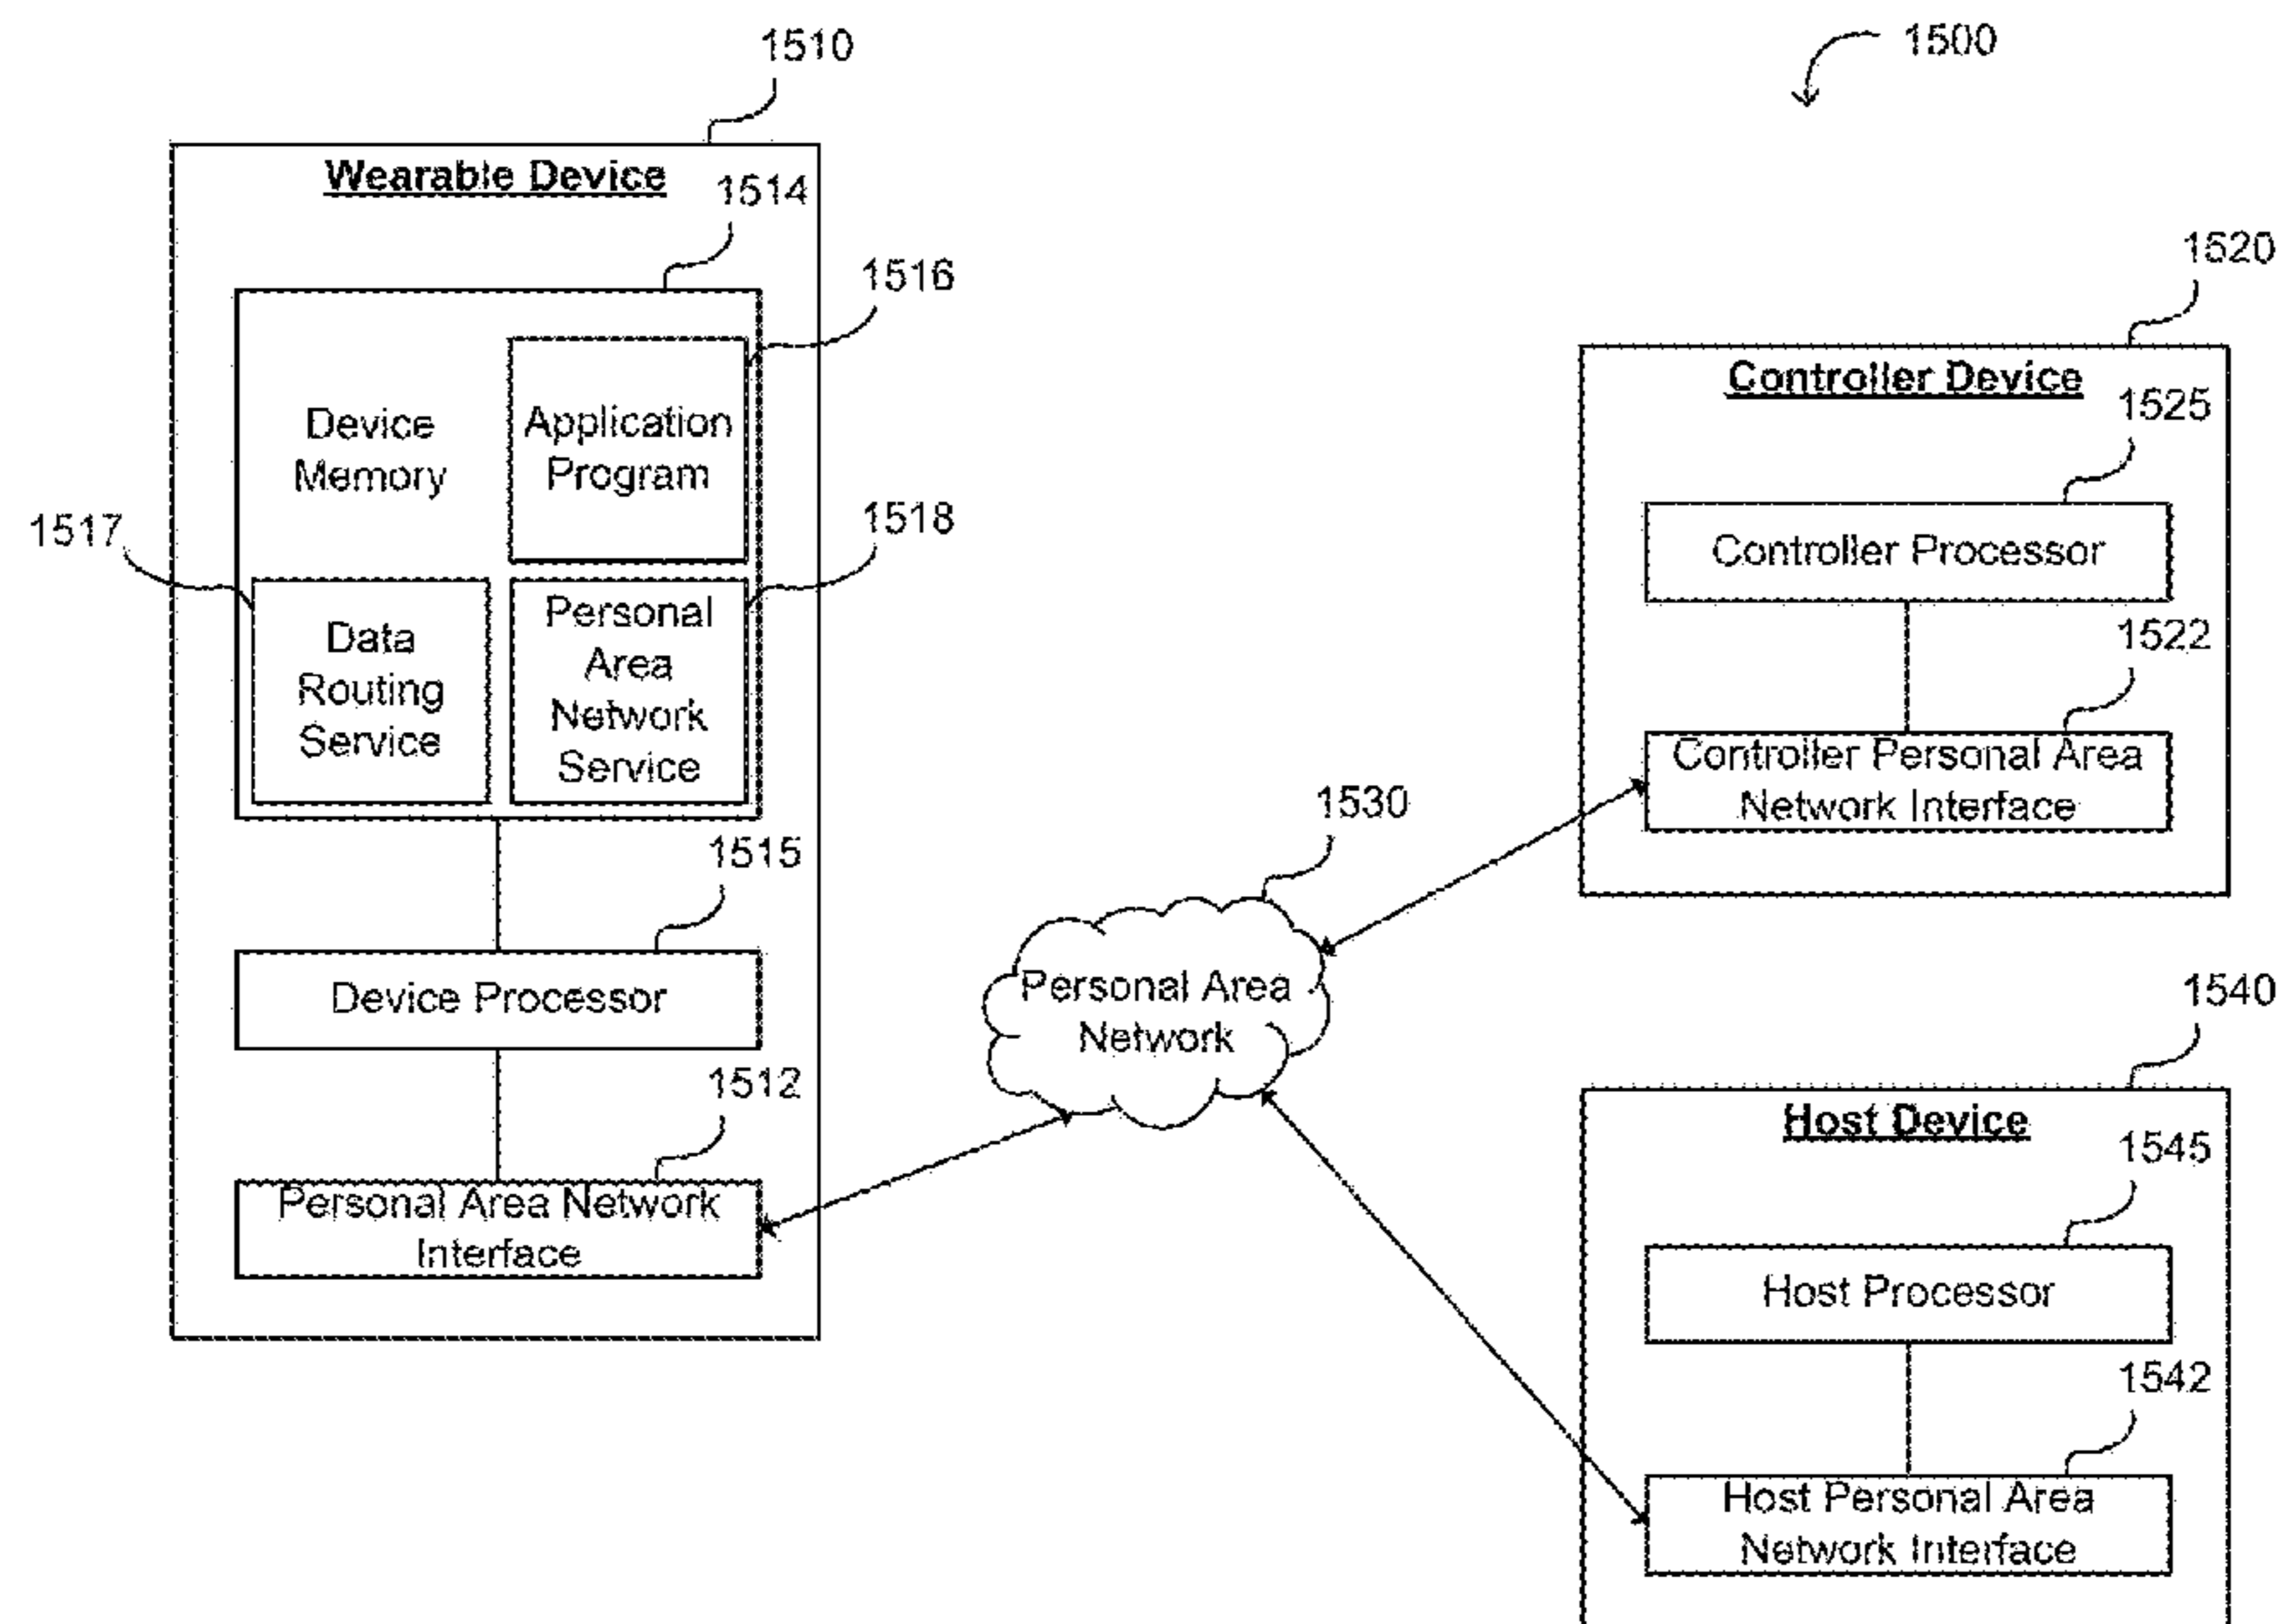 1510
1500
Wearable Device
1514
1516
1520
Controller Device
1525
Device
Memory
Application
Program
1517
1518
Controller Processor
Data
Routing
Service
Personal
Area
Network
Service
1522
Controller Personal Area
Network Interface
1530
1515
Device Processor
Personal Area
Network
1540
Host Device
1512
1545
Personal Area Network
Interface
Host Processor
1542
Host Personal Area
Network Interface